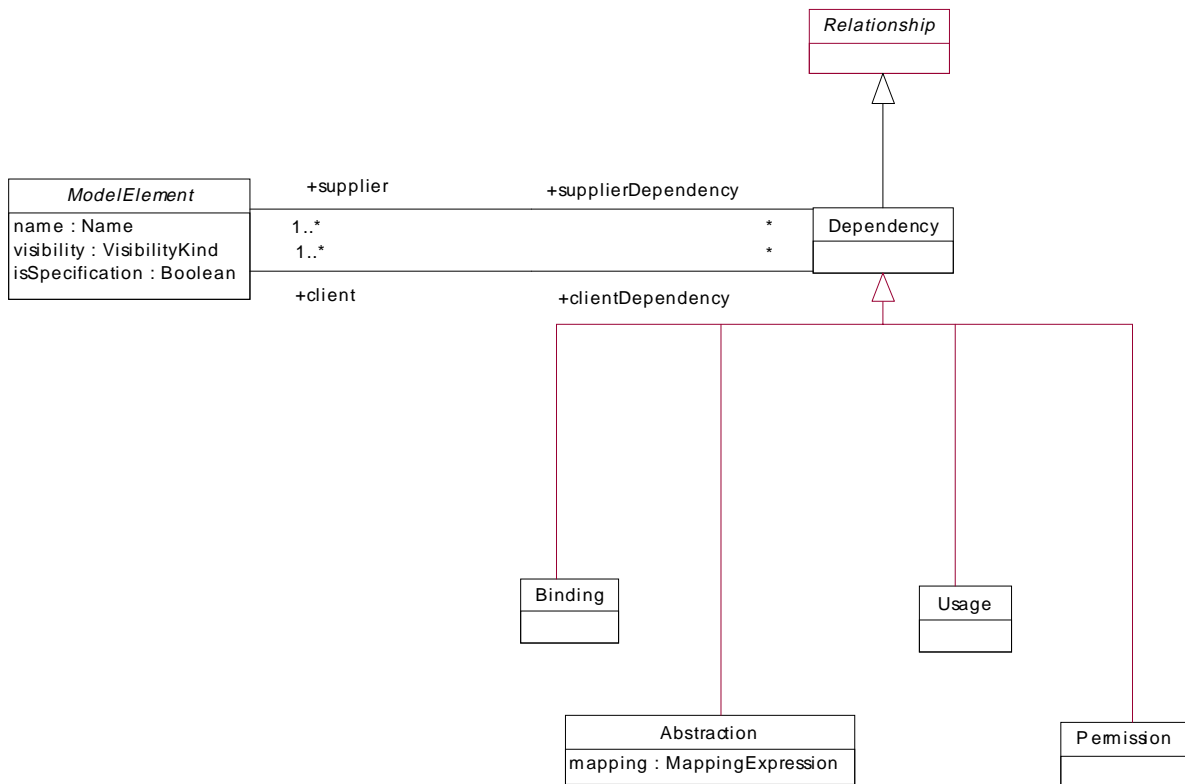 Relationship
ModelElement
name : Name
visibility : VisibilityKind
isSpecification : Boolean
+supplier
+supplierDependency
1..*
*
1..*
*
+client
+clientDependency
Dependency
Binding
Usage
Abstraction
mapping : MappingExpression
Permission